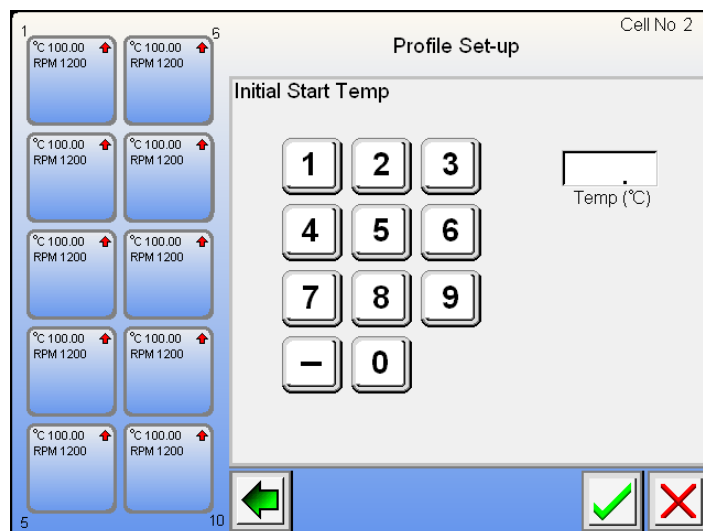 Cell No 2
Profile Set-up
1
6
°C 100.00
RPM 1200
°C 100.00
RPM 1200
°C 100.00
RPM 1200
°C 100.00
RPM 1200
°C 100.00
RPM 1200
°C 100.00
RPM 1200
°C 100.00
RPM 1200
°C 100.00
RPM 1200
°C 100.00
RPM 1200
°C 100.00
RPM 1200
5
10
Initial Start Temp
1 2 3
4 5 6
7 8 9
– 0
.
Temp (°C)